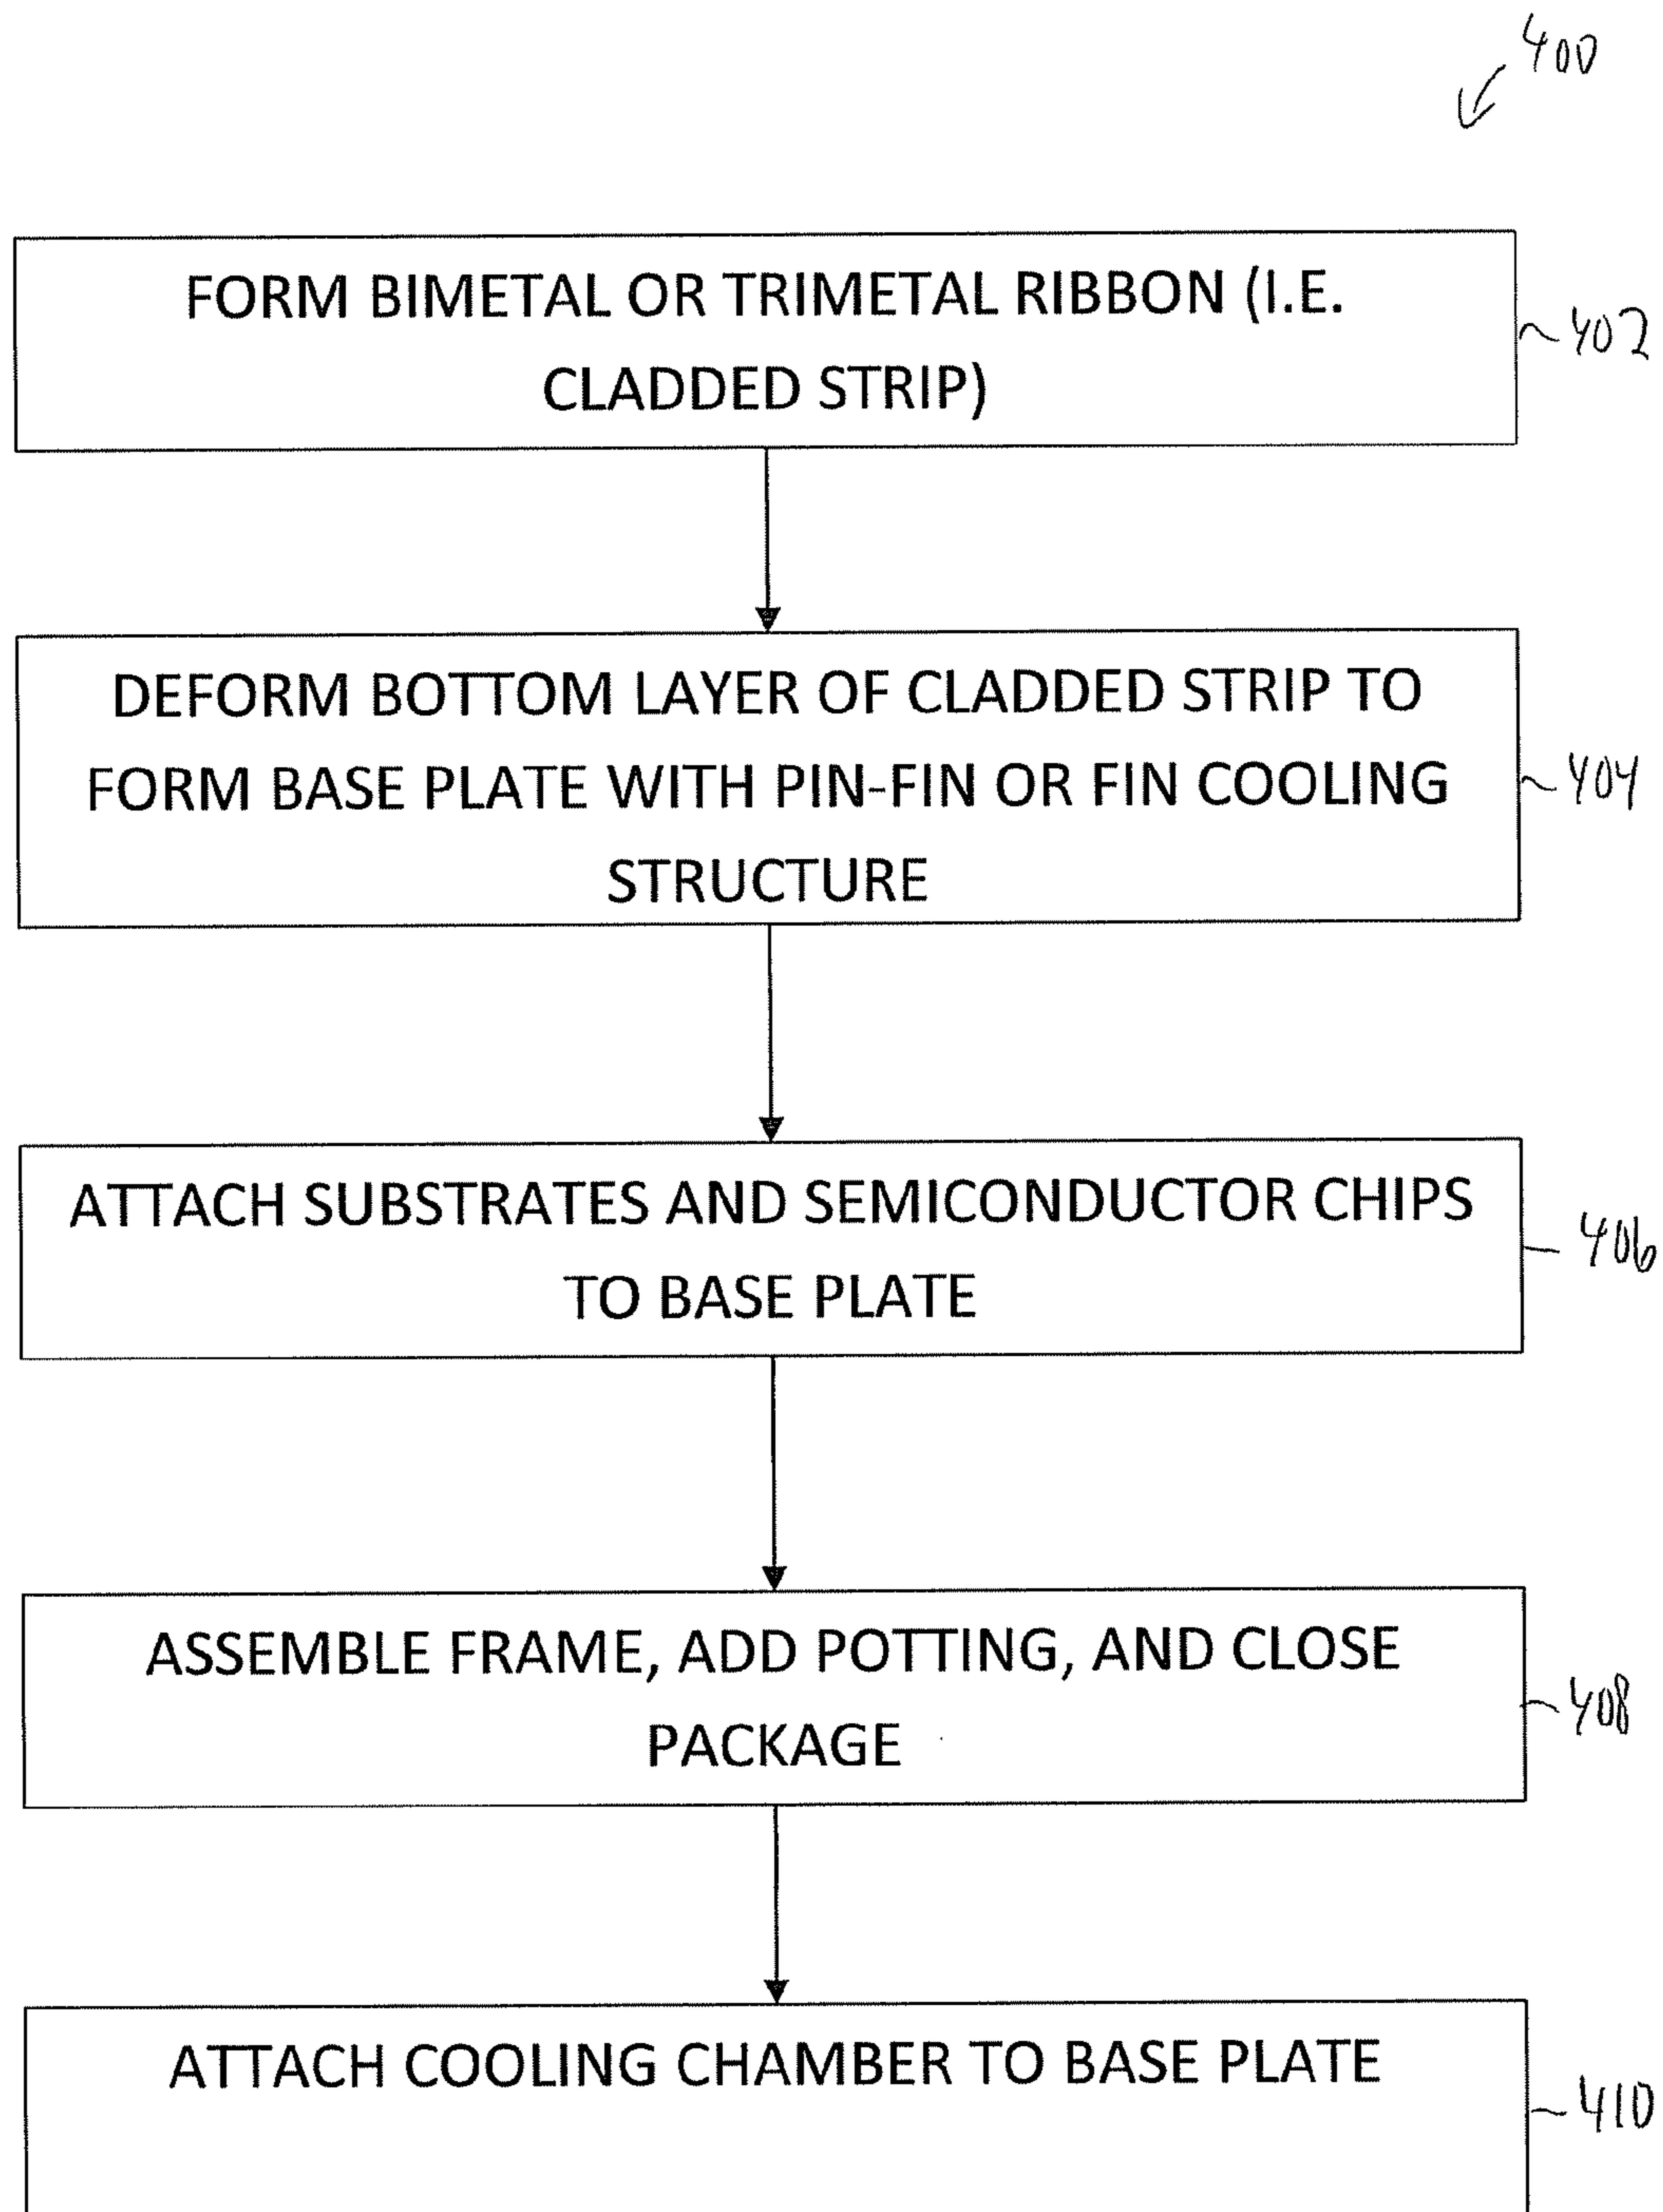 400
FORM BIMETAL OR TRIMETAL RIBBON (I.E.
CLADDED STRIP)
402
DEFORM BOTTOM LAYER OF CLADDED STRIP TO
FORM BASE PLATE WITH PIN-FIN OR FIN COOLING
STRUCTURE
404
ATTACH SUBSTRATES AND SEMICONDUCTOR CHIPS
TO BASE PLATE
406
ASSEMBLE FRAME, ADD POTTING, AND CLOSE
PACKAGE
408
ATTACH COOLING CHAMBER TO BASE PLATE
410